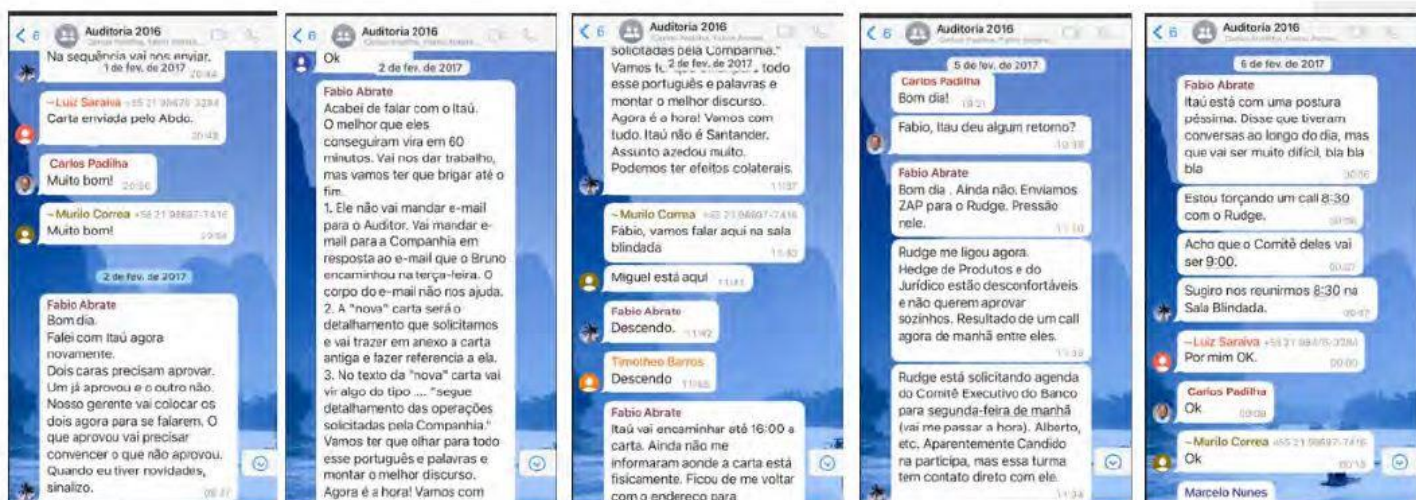 6
Auditoria 2016
Na sequência vai nos enviar.
1 de fev. de 2017
20:44
~Luiz Saraiva
Carta enviada pelo Abdo.
Carlos Padilha
Muito bom! 20:56
~Murilo Correa
Muito bom!
2 de fev. de 2017
Fabio Abrate
Bom dia.
Falei com Itaú agora
novamente.
Dois caras precisam aprovar.
Um já aprovou e o outro não.
Nosso gerente vai colocar os
dois agora para se falarem. O
que aprovou vai precisar
convencer o que não aprovou.
Quando eu tiver novidades,
sinalizo.
6
Auditoria 2016
Ok
2 de fev. de 2017
Fabio Abrate
Acabei de falar com o Itaú.
O melhor que eles
conseguiram vira em 60
minutos. Vai nos dar trabalho,
mas vamos ter que brigar até o
fim.
1. Ele não vai mandar e-mail
para o Auditor. Vai mandar e-
mail para a Companhia em
resposta ao e-mail que o Bruno
encaminhou na terça-feira. O
corpo do e-mail não nos ajuda.
2. A "nova" carta será o
detalhamento que solicitamos
e vai trazer em anexo a carta
antiga e fazer referencia a ela.
3. No texto da "nova" carta vai
vir algo do tipo .... "segue
detalhamento das operações
solicitadas pela Companhia."
Vamos ter que olhar para todo
esse português e palavras e
montar o melhor discurso.
Agora é a hora! Vamos com
6
Auditoria 2016
solicitadas pela Companhia."
2 de fev. de 2017
Vamos todo
esse português e palavras e
montar o melhor discurso.
Agora é a hora! Vamos com
tudo. Itaú não é Santander.
Assunto azedou muito.
Podemos ter efeitos colaterais.
11:37
~Murilo Correa
Fábio, vamos falar aqui na sala
blindada
Miguel está aqui
Fabio Abrate
Descendo. 11:42
Timotheo Barros
Descendo
Fabio Abrate
Itaú vai encaminhar até 16:00 a
carta. Ainda não me
informaram aonde a carta está
fisicamente. Ficou de me voltar
com o endereço para
6
Auditoria 2016
5 de fev. de 2017
Carlos Padilha
Bom dia!
Fabio, Itau deu algum retorno?
Fabio Abrate
Bom dia . Ainda não. Enviamos
ZAP para o Rudge. Pressão
nele.
Rudge me ligou agora.
Hedge de Produtos e do
Jurídico estão desconfortáveis
e não querem aprovar
sozinhos. Resultado de um call
agora de manhã entre eles.
Rudge está solicitando agenda
do Comitê Executivo do Banco
para segunda-feira de manhã
(vai me passar a hora). Alberto,
etc. Aparentemente Candido
na participa, mas essa turma
tem contato direto com ele.
6
Auditoria 2016
6 de fev. de 2017
Fabio Abrate
Itaú está com uma postura
péssima. Disse que tiveram
conversas ao longo do dia, mas
que vai ser muito difícil, bla bla
bla
Estou forçando um call 8:30
com o Rudge.
Acho que o Comitê deles vai
ser 9:00.
Sugiro nos reunirmos 8:30 na
Sala Blindada.
~Luiz Saraiva
Por mim OK.
Carlos Padilha
Ok
~Murilo Correa
Ok
Marcelo Nunes